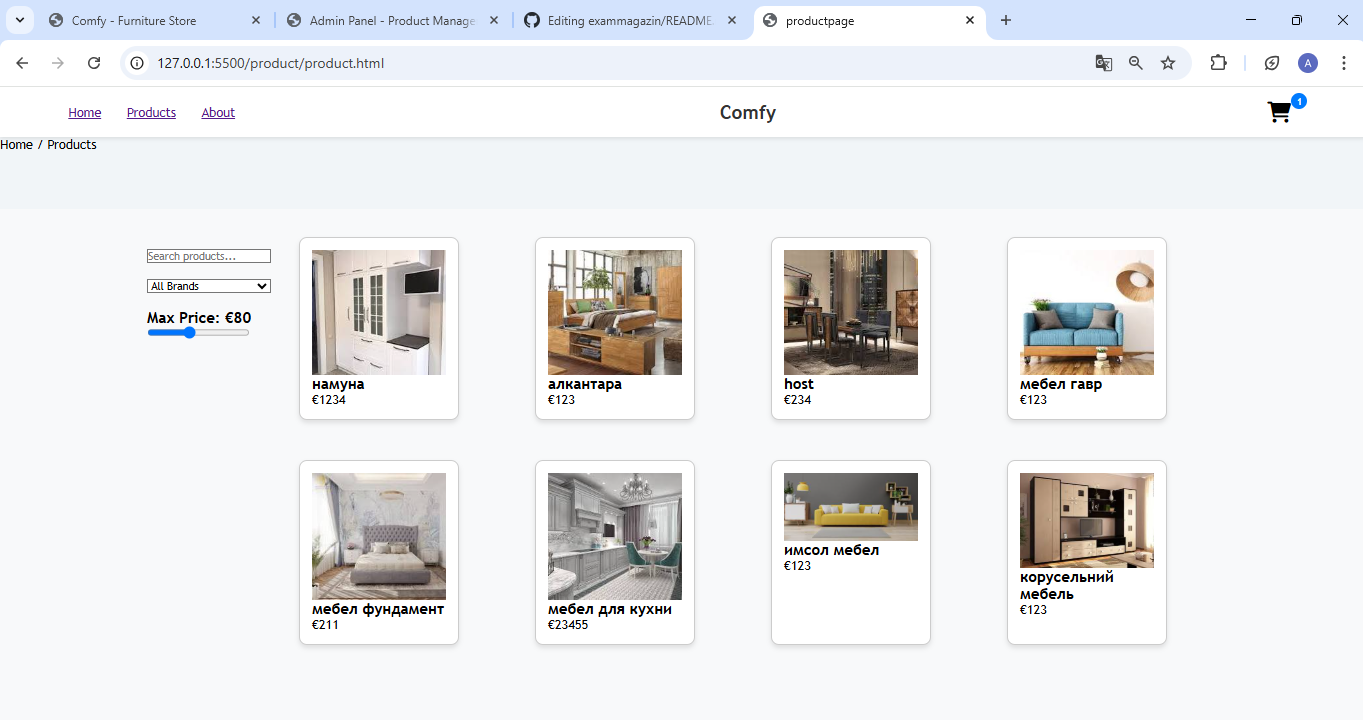 Comfy - Furniture Store
Admin Panel - Product Manage
Editing exammagazin/README.
productpage
127.0.0.1:5500/product/product.html
A
Home Products About
Comfy
1
Home / Products
Search products...
All Brands
Max Price: €80
намуна
€1234
алкантара
€123
host
€234
мебел гавр
€123
мебел фундамент
€211
мебел для кухни
€23455
имсол мебел
€123
корусельний
мебель
€123